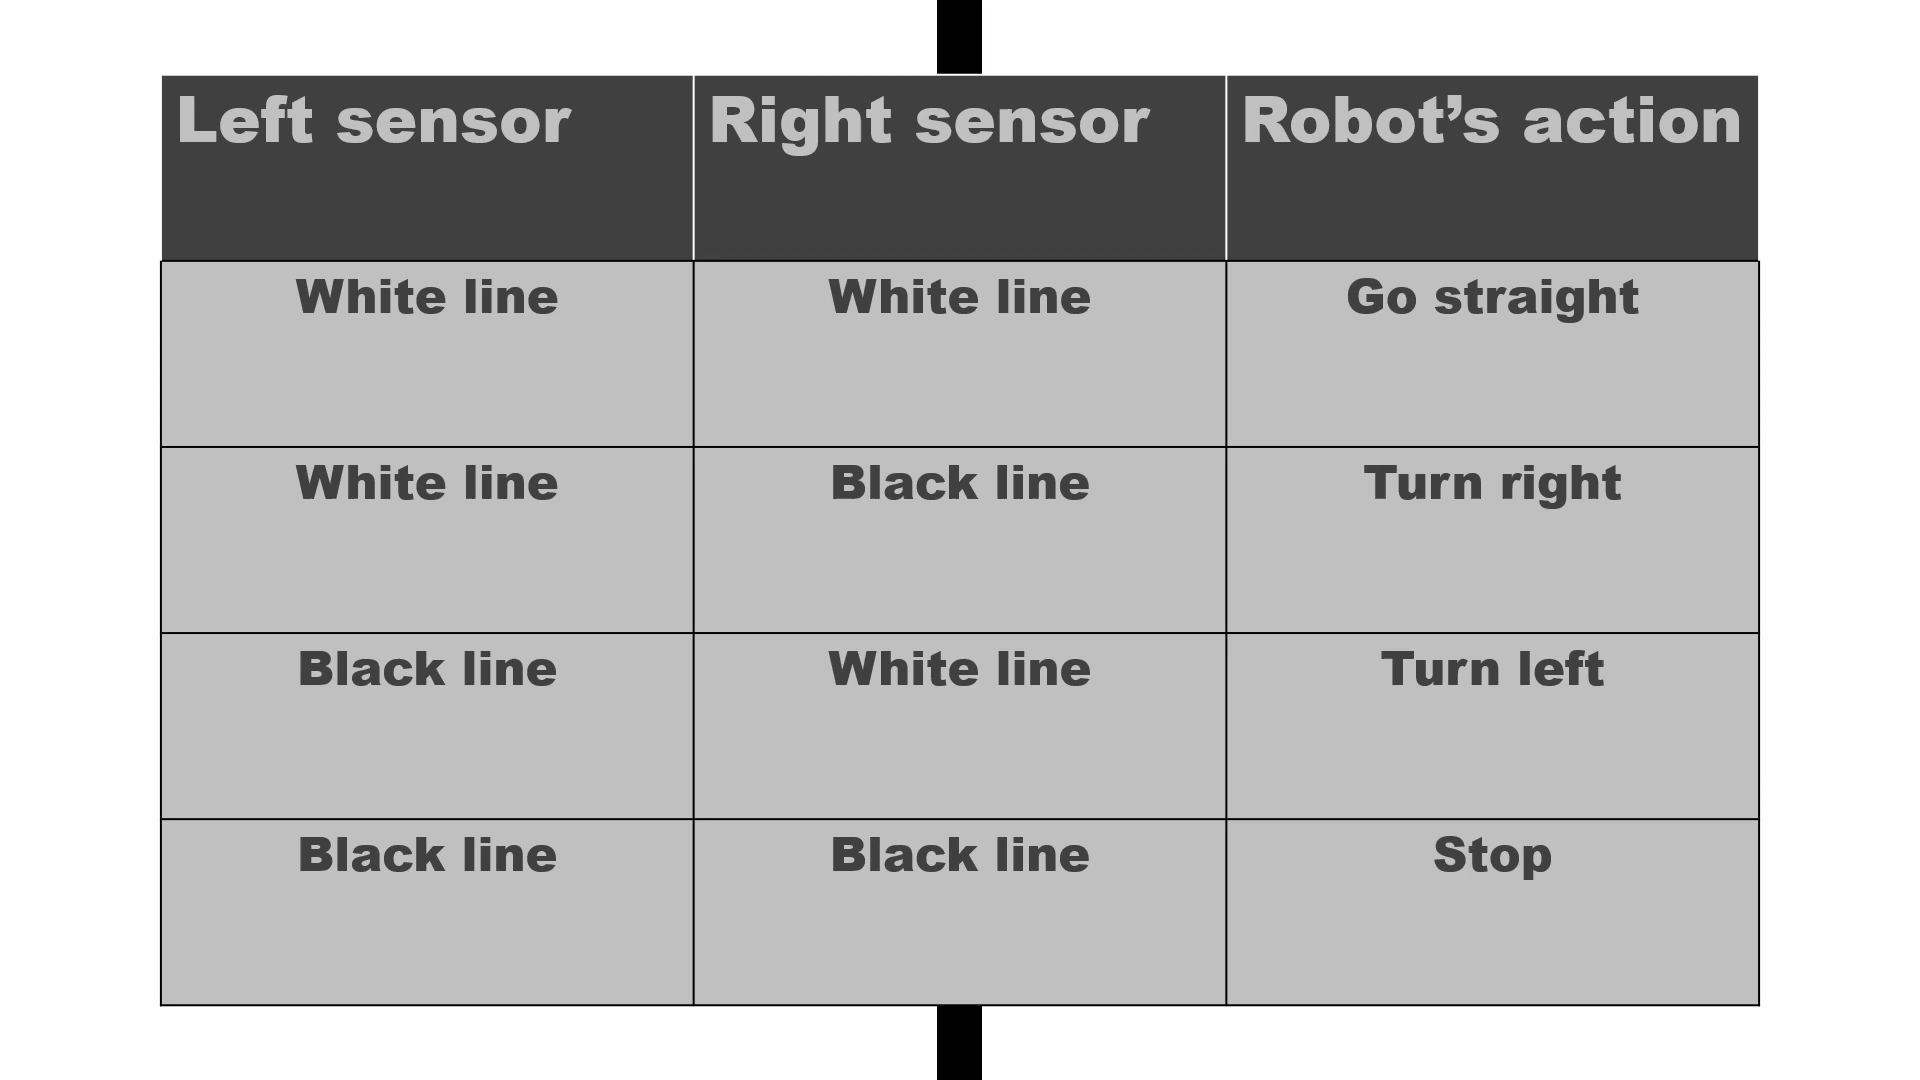 Left sensor Right sensor Robot’s action
White line White line Go straight
White line Black line Turn right
Black line White line Turn left
Black line Black line Stop